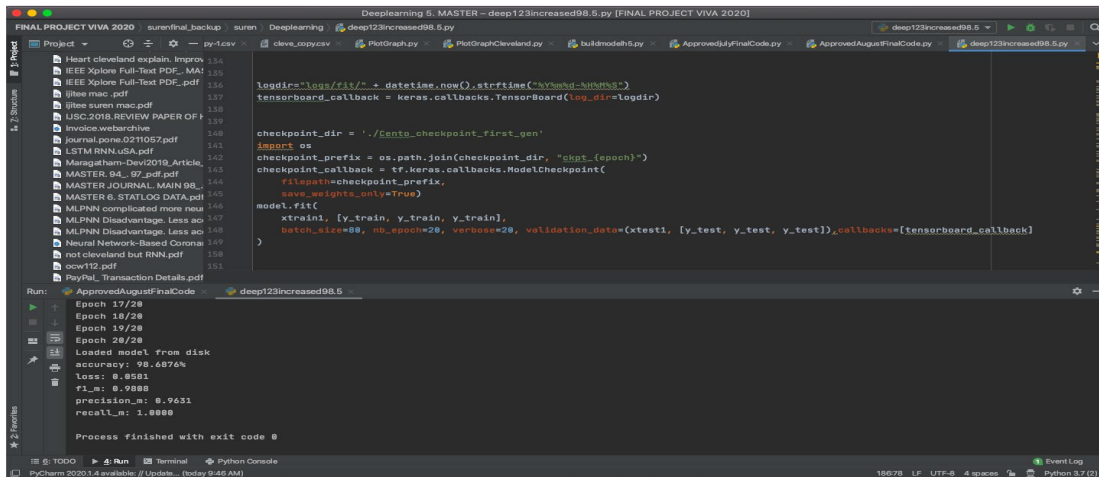 Deeplearning 5. MASTER – deep123increased98.5.py [FINAL PROJECT VIVA 2020]
FINAL PROJECT VIVA 2020 surenfinal_backup suren Deeplearning deep123increased98.5.py
deep123increased98.5
Project
py-1.csv cleve_copy.csv PlotGraph.py PlotGraphCleveland.py buildmodelh5.py ApprovedjulyFinalCode.py ApprovedAugustFinalCode.py deep123increased98.5.py
1: Project
Z: Structure
Heart cleveland explain. Improv
IEEE Xplore Full-Text PDF_. MAS
IEEE Xplore Full-Text PDF_.pdf
ijitee mac .pdf
ijitee suren mac.pdf
IJSC.2018.REVIEW PAPER OF H
Invoice.webarchive
journal.pone.0211057.pdf
LSTM RNN.uSA.pdf
Maragatham-Devi2019_Article_
MASTER. 94_. 97_pdf.pdf
MASTER JOURNAL. MAIN 98_.
MASTER 6. STATLOG DATA.pdf
MLPNN complicated more neur
MLPNN Disadvantage. Less acc
MLPNN Disadvantage. Less acc
Neural Network-Based Corona
not cleveland but RNN.pdf
ocw112.pdf
PayPal_ Transaction Details.pdf
134
135
136 logdir="logs/fit/" + datetime.now().strftime("%Y%m%d-%H%M%S")
137 tensorboard_callback = keras.callbacks.TensorBoard(log_dir=logdir)
138
139
140 checkpoint_dir = './Cento_checkpoint_first_gen'
141 import os
142 checkpoint_prefix = os.path.join(checkpoint_dir, "ckpt_{epoch}")
143 checkpoint_callback = tf.keras.callbacks.ModelCheckpoint(
144 filepath=checkpoint_prefix,
145 save_weights_only=True)
146 model.fit(
147 xtrain1, [y_train, y_train, y_train],
148 batch_size=80, nb_epoch=20, verbose=20, validation_data=(xtest1, [y_test, y_test, y_test]),callbacks=[tensorboard_callback]
149 )
150
151
Run: ApprovedAugustFinalCode deep123increased98.5
Epoch 17/20
Epoch 18/20
Epoch 19/20
Epoch 20/20
Loaded model from disk
accuracy: 98.6876%
loss: 0.0581
f1_m: 0.9808
precision_m: 0.9631
recall_m: 1.0000
Process finished with exit code 0
2: Favorites
6: TODO 4: Run Terminal Python Console 1 Event Log
PyCharm 2020.1.4 available: // Update... (today 9:46 AM) 186:78 LF UTF-8 4 spaces Python 3.7 (2)